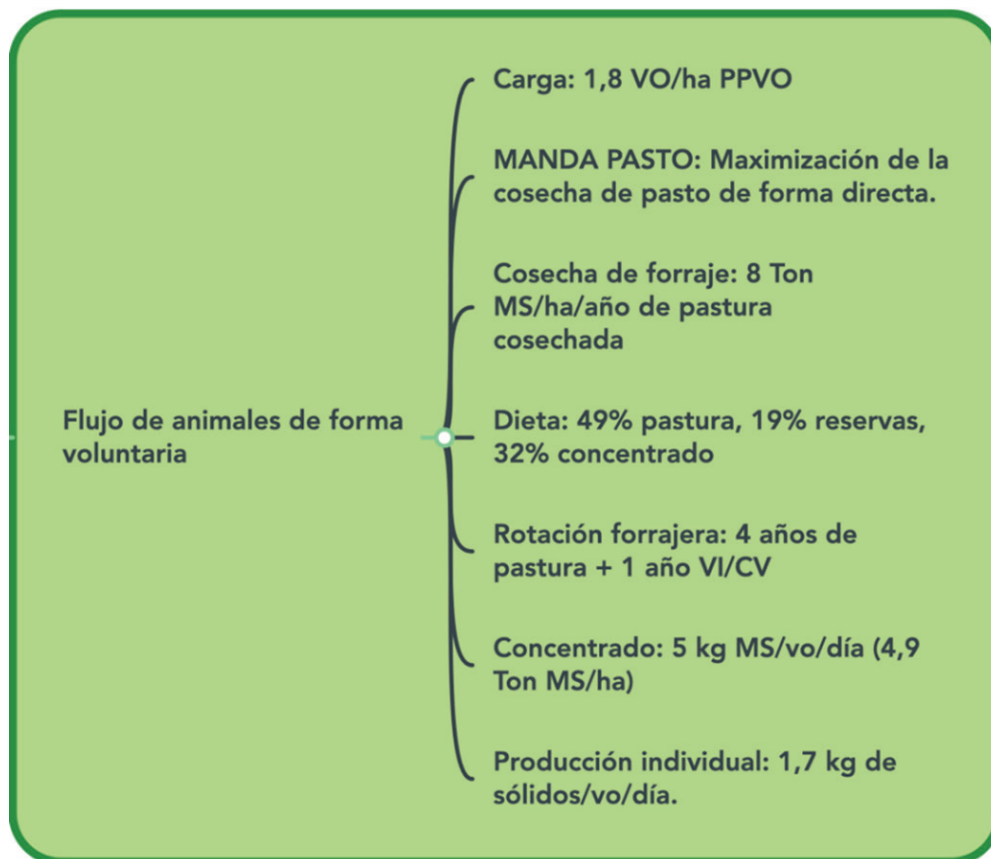 Carga: 1,8 VO/ha PPVO
MANDA PASTO: Maximización de la
cosecha de pasto de forma directa.
Cosecha de forraje: 8 Ton
MS/ha/año de pastura
cosechada
Flujo de animales de forma
voluntaria
Dieta: 49% pastura, 19% reservas,
32% concentrado
Rotación forrajera: 4 años de
pastura + 1 año VI/CV
Concentrado: 5 kg MS/vo/día (4,9
Ton MS/ha)
Producción individual: 1,7 kg de
sólidos/vo/día.